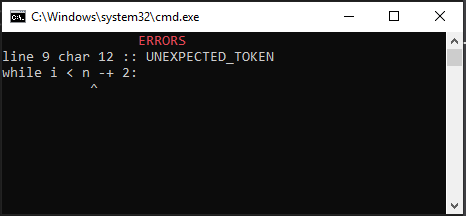 C:\Windows\system32\cmd.exe
ERRORS
line 9 char 12 :: UNEXPECTED_TOKEN
while i < n -+ 2:
^